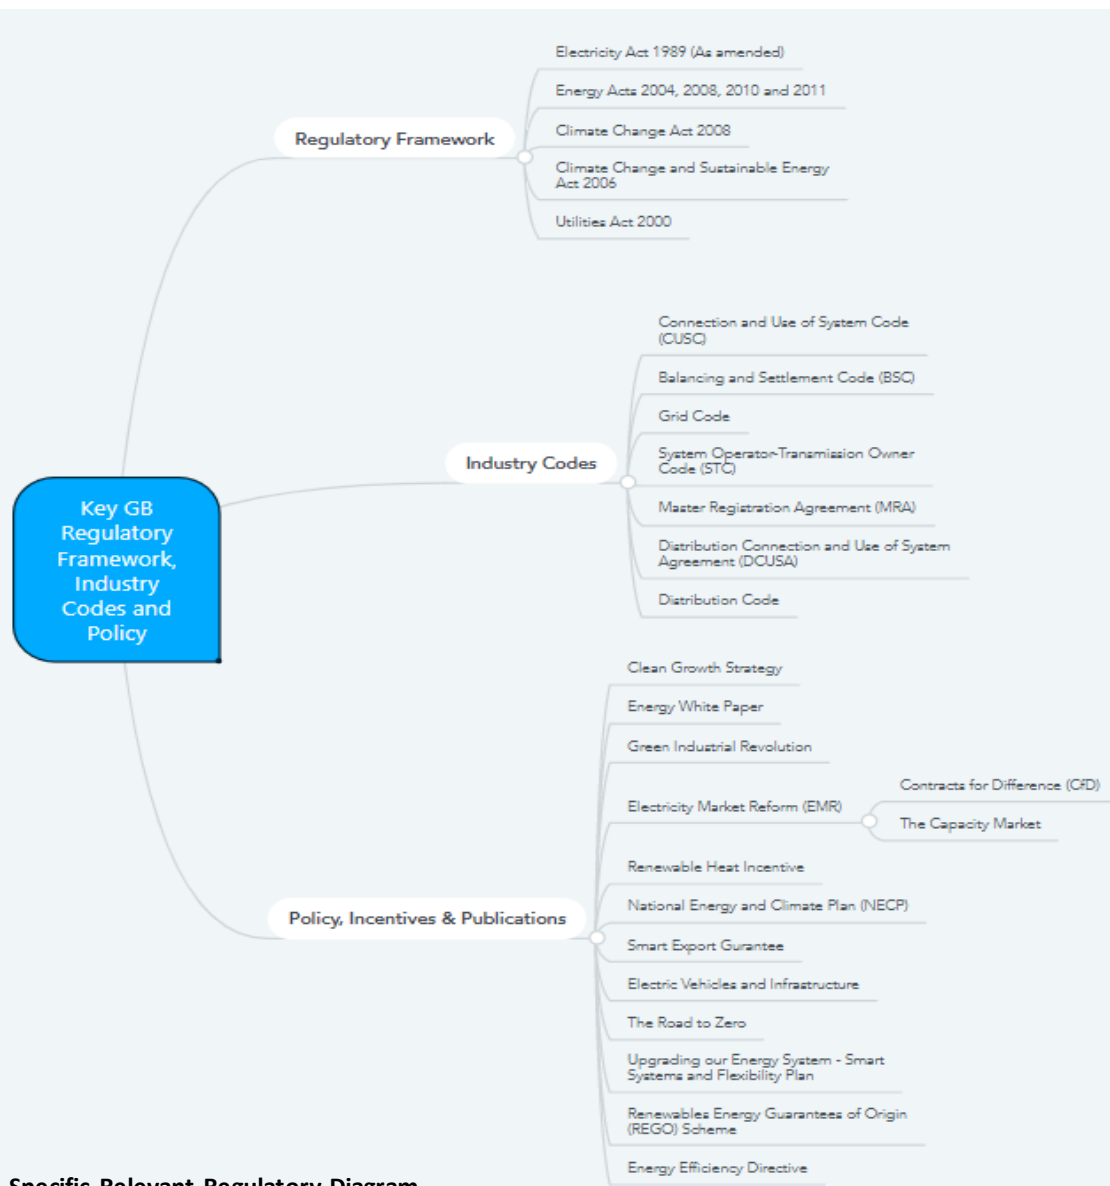 Electricity Act 1989 (As amended)
Energy Acts 2004, 2008, 2010 and 2011
Regulatory Framework
Climate Change Act 2008
Climate Change and Sustainable Energy
Act 2006
Utilities Act 2000
Connection and Use of System Code
(CUSC)
Balancing and Settlement Code (BSC)
Grid Code
Industry Codes
System Operator-Transmission Owner
Code (STC)
Master Registration Agreement (MRA)
Distribution Connection and Use of System
Agreement (DCUSA)
Distribution Code
Key GB
Regulatory
Framework,
Industry
Codes and
Policy
Clean Growth Strategy
Energy White Paper
Green Industrial Revolution
Electricity Market Reform (EMR)
Contracts for Difference (CfD)
The Capacity Market
Renewable Heat Incentive
Policy, Incentives & Publications
National Energy and Climate Plan (NECP)
Smart Export Gurantee
Electric Vehicles and Infrastructure
The Road to Zero
Upgrading our Energy System - Smart
Systems and Flexibility Plan
Renewables Energy Guarantees of Origin
(REGO) Scheme
Energy Efficiency Directive
Specific Relevant Regulatory Diagram